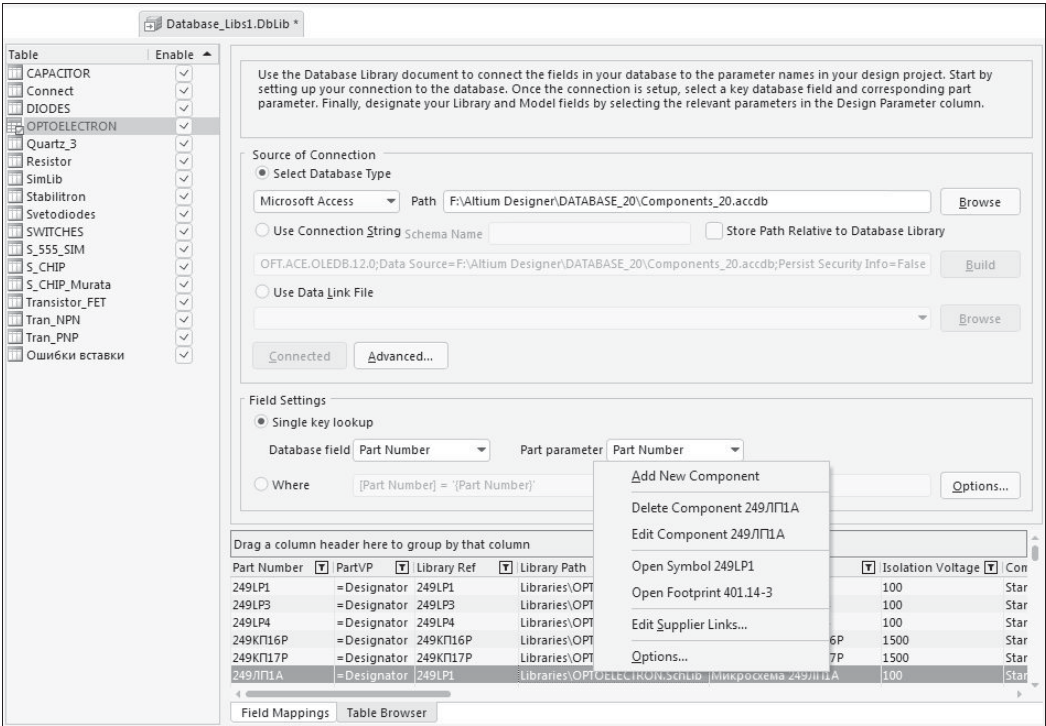 Database_Libs1.DbLib *
Table Enable
CAPACITOR
Connect
DIODES
OPTOELECTRON
Quartz_3
Resistor
SimLib
Stabilitron
Svetodiodes
SWITCHES
S_555_SIM
S_CHIP
S_CHIP_Murata
Transistor_FET
Tran_NPN
Tran_PNP
Ошибки вставки
Use the Database Library document to connect the fields in your database to the parameter names in your design project. Start by
setting up your connection to the database. Once the connection is setup, select a key database field and corresponding part
parameter. Finally, designate your Library and Model fields by selecting the relevant parameters in the Design Parameter column.
Source of Connection
Select Database Type
Microsoft Access Path F:\Altium Designer\DATABASE_20\Components_20.accdb Browse
Use Connection String Schema Name Store Path Relative to Database Library
OFT.ACE.OLEDB.12.0;Data Source=F:\Altium Designer\DATABASE_20\Components_20.accdb;Persist Security Info=False Build
Use Data Link File
Browse
Connected Advanced...
Field Settings
Single key lookup
Database field Part Number Part parameter Part Number
Where [Part Number] = '{Part Number}' Options...
Add New Component
Delete Component 249ЛП1А
Edit Component 249ЛП1А
Open Symbol 249LP1
Open Footprint 401.14-3
Edit Supplier Links...
Options...
Drag a column header here to group by that column
Part Number PartVP Library Ref Library Path Isolation Voltage Con
249LP1 =Designator 249LP1 Libraries\OPT 100 Star
249LP3 =Designator 249LP3 Libraries\OPT 100 Star
249LP4 =Designator 249LP4 Libraries\OPT 100 Star
249КП16Р =Designator 249КП16Р Libraries\OPT 6Р 1500 Star
249КП17Р =Designator 249КП17Р Libraries\OPT 7Р 1500 Star
249ЛП1А =Designator 249LP1 Libraries\OPTOELECTRON.SchLib Микросхема 249ЛП1А 100 Star
Field Mappings Table Browser